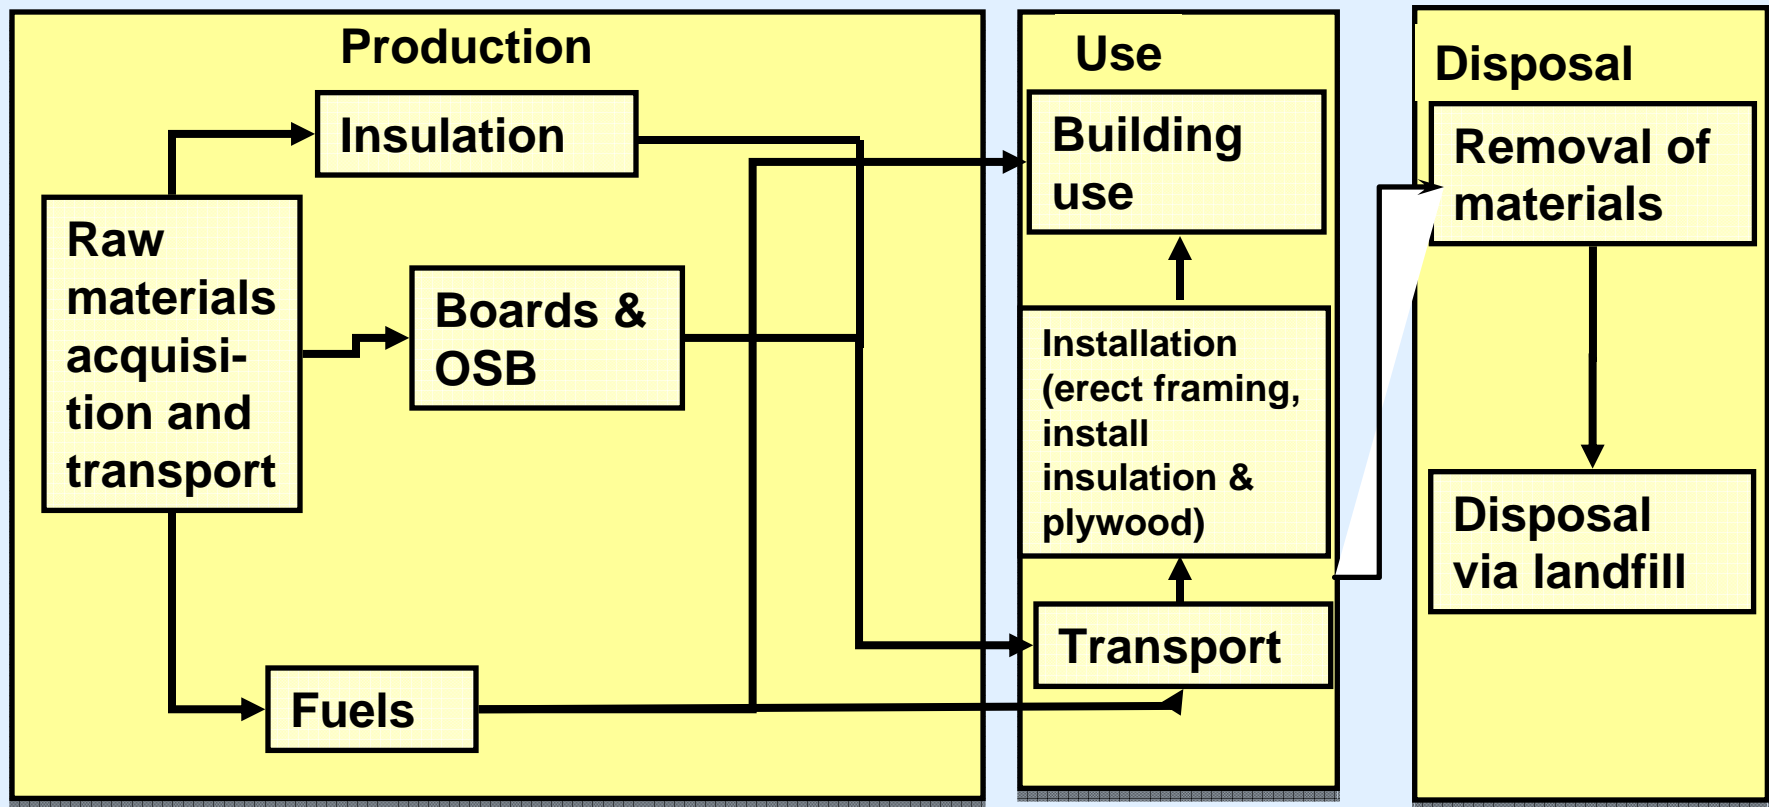 Production
Insulation
Raw
materials
acquisi-
tion and
transport
Boards &
OSB
Fuels
Use
Building
use
Installation
(erect framing,
install
insulation &
plywood)
Transport
Disposal
Removal of
materials
Disposal
via landfill